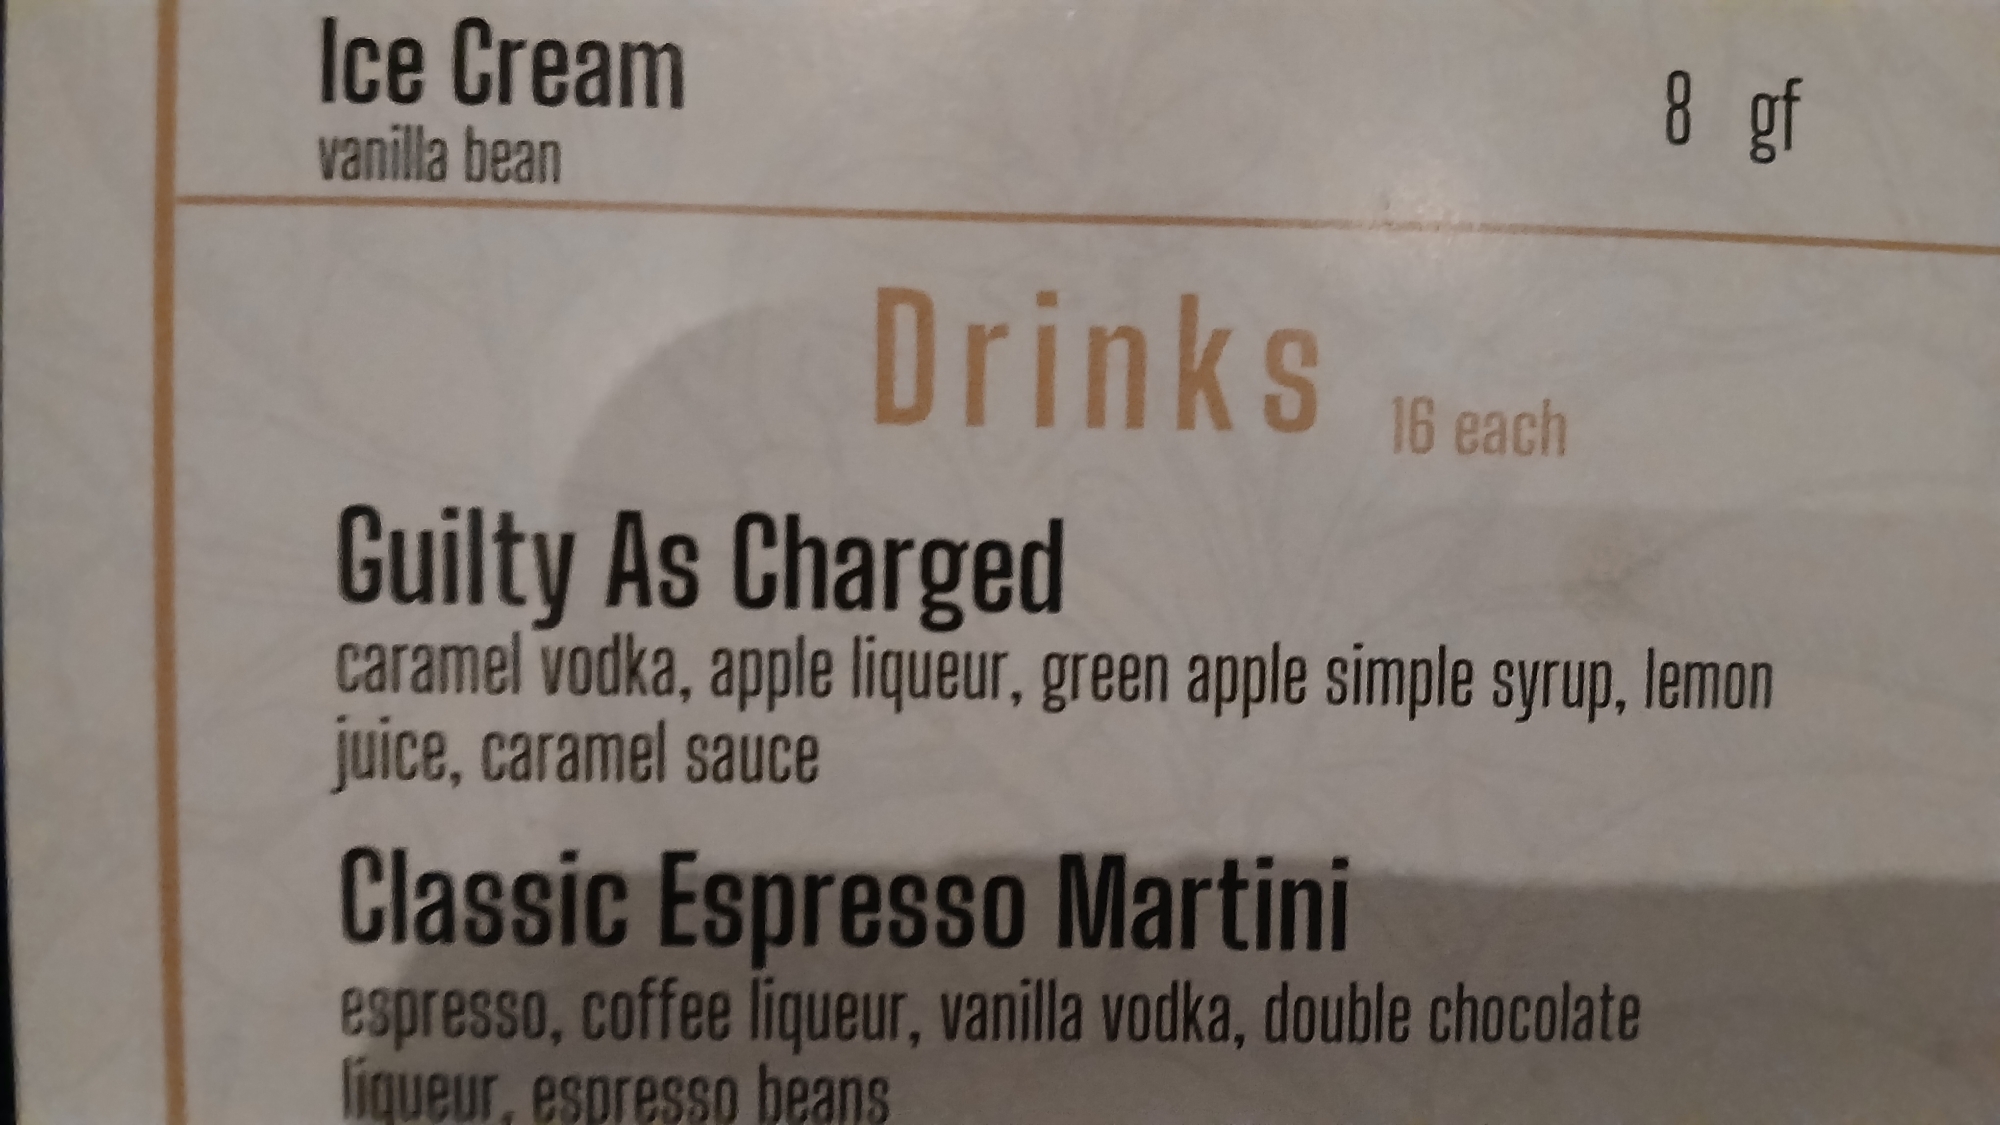 Ice Cream
8 gf
vanilla bean
Drinks 16 each
Guilty As Charged
caramel vodka, apple liqueur, green apple simple syrup, lemon
juice, caramel sauce
Classic Espresso Martini
espresso, coffee liqueur, vanilla vodka, double chocolate
liqueur, espresso beans